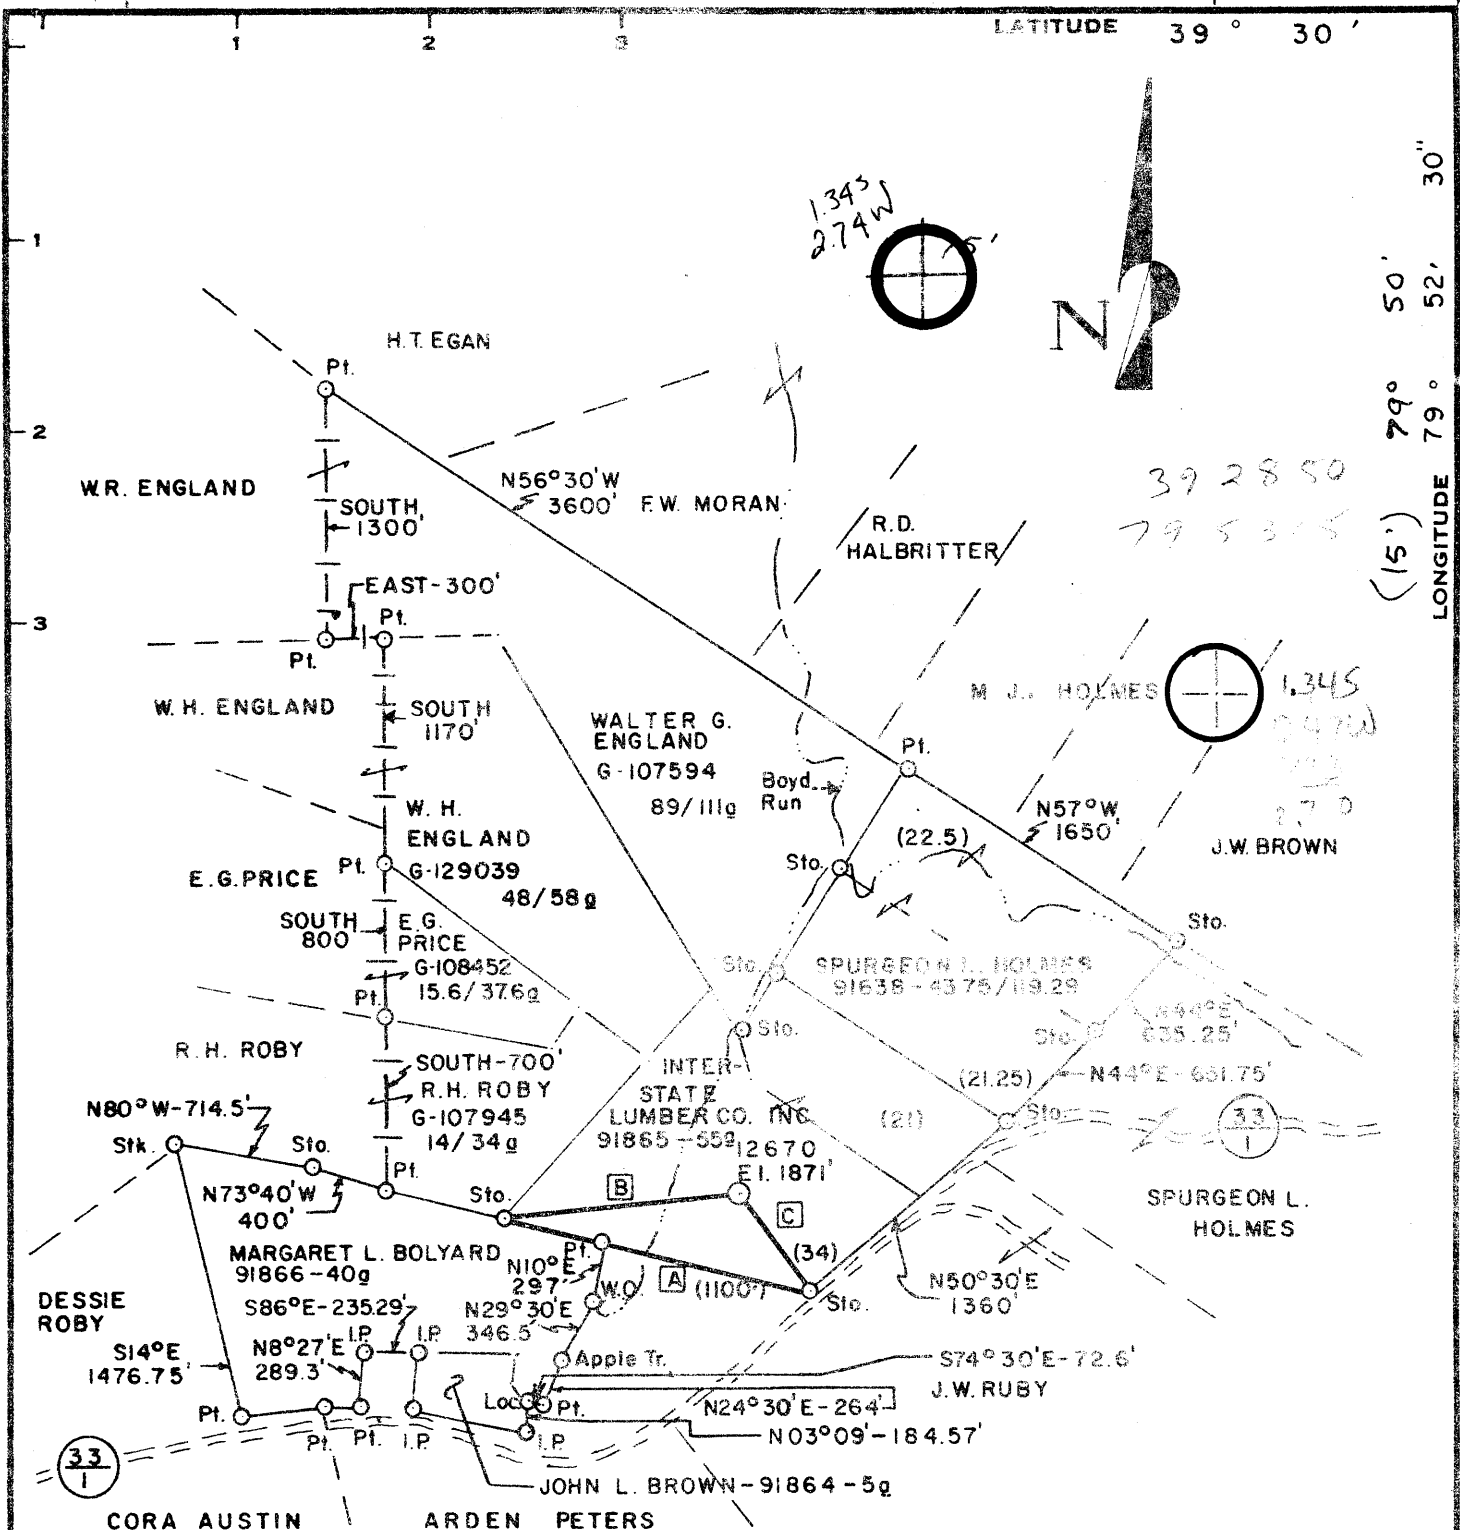 1 2 3
LATITUDE 39° 30'
1
2
3
1.34S
2.74W
5'
N
30"
50'
52'
79°
79°
(15')
LONGITUDE
H.T. EGAN
Pt.
W.R. ENGLAND
SOUTH
1300'
N56°30'W
3600'
F.W. MORAN
R.D.
HALBRITTER
39 28 50
EAST-300'
Pt.
Pt.
W. H. ENGLAND
SOUTH
1170'
WALTER G.
ENGLAND
G-107594
89/111g
Boyd
Run
M. J. HOLMES
1.34S
Pt.
N57°W
1650'
J.W. BROWN
W. H.
ENGLAND
G-129039
48/58g
E.G. PRICE
Pt.
(22.5)
Sto.
SOUTH
800'
E.G.
PRICE
G-108452
15.6/37.6g
Pt.
Sto.
Sto.
SPURGEON L. HOLMES
91638-43.75/119.29
Sto.
Sto.
N44°E
635.25'
R. H. ROBY
SOUTH-700'
R.H. ROBY
G-107945
14/34g
INTER-
STATE
LUMBER CO. INC.
91865-55g
(21.25)
N44°E-651.75'
(21)
Sto.
33
1
N80°W-714.5'
Stk.
Sto.
N73°40'W
400'
Pt.
Sto.
12670
El. 1871'
B
C
SPURGEON L.
HOLMES
MARGARET L. BOLYARD
91866-40g
Pt.
N10°E
297'
A
(1100')
(34)
Sto.
N50°30'E
1360'
DESSIE
ROBY
S86°E-235.29'
W.O.
N29°30'E
346.5'
S14°E
1476.75'
N8°27'E
289.3'
I.P.
I.P.
Apple Tr.
S74°30'E-72.6'
J.W. RUBY
Loc.
Pt.
N24°30'E-264'
Pt.
Pt.
Pt.
I.P.
I.P.
N03°09'-184.57'
33
1
JOHN L. BROWN-91864-5g
CORA AUSTIN
ARDEN PETERS